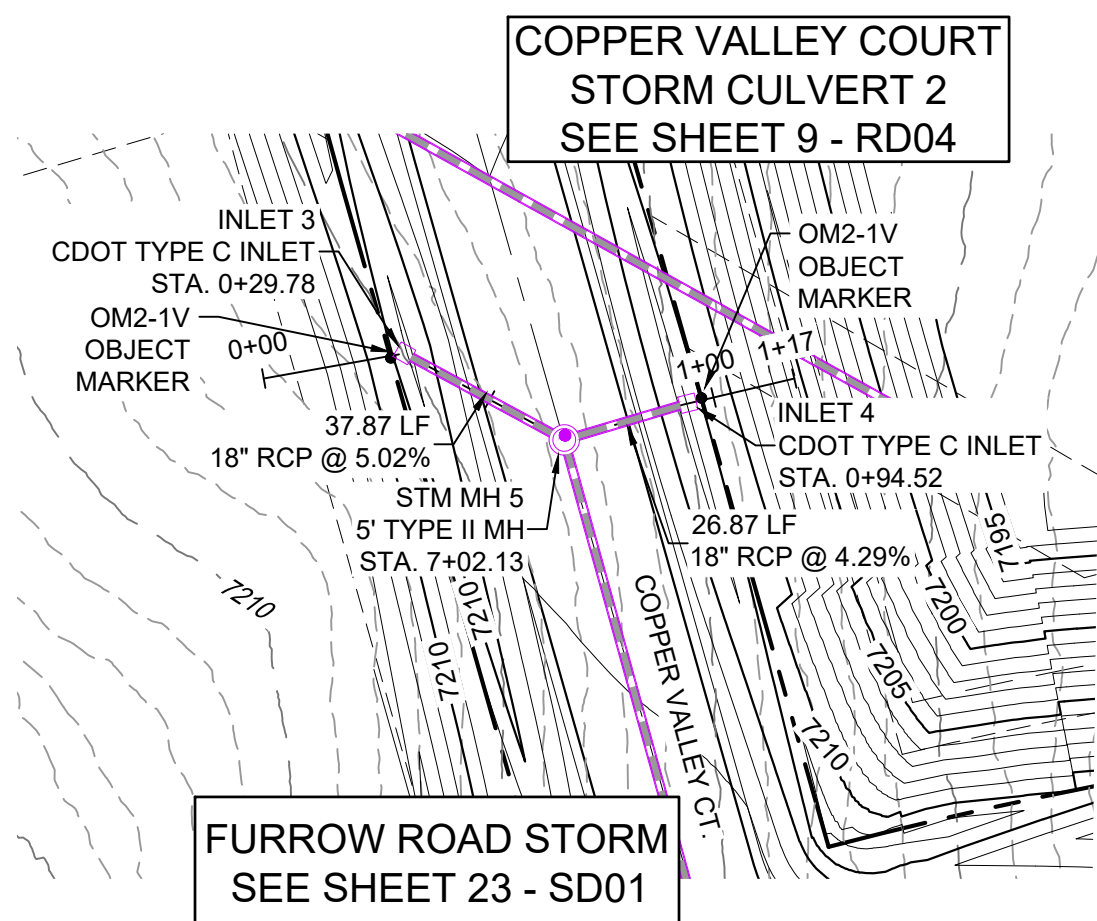 COPPER VALLEY COURT
STORM CULVERT 2
SEE SHEET 9 - RD04
INLET 3
CDOT TYPE C INLET
STA. 0+29.78
OM2-1V
OBJECT
MARKER
0+00
OM2-1V
OBJECT
MARKER
1+00
1+17
37.87 LF
18" RCP @ 5.02%
INLET 4
CDOT TYPE C INLET
STA. 0+94.52
STM MH 5
5' TYPE II MH
STA. 7+02.13
26.87 LF
18" RCP @ 4.29%
7195
7200
7205
7210
7210
7210
7210
COPPER VALLEY CT.
FURROW ROAD STORM
SEE SHEET 23 - SD01